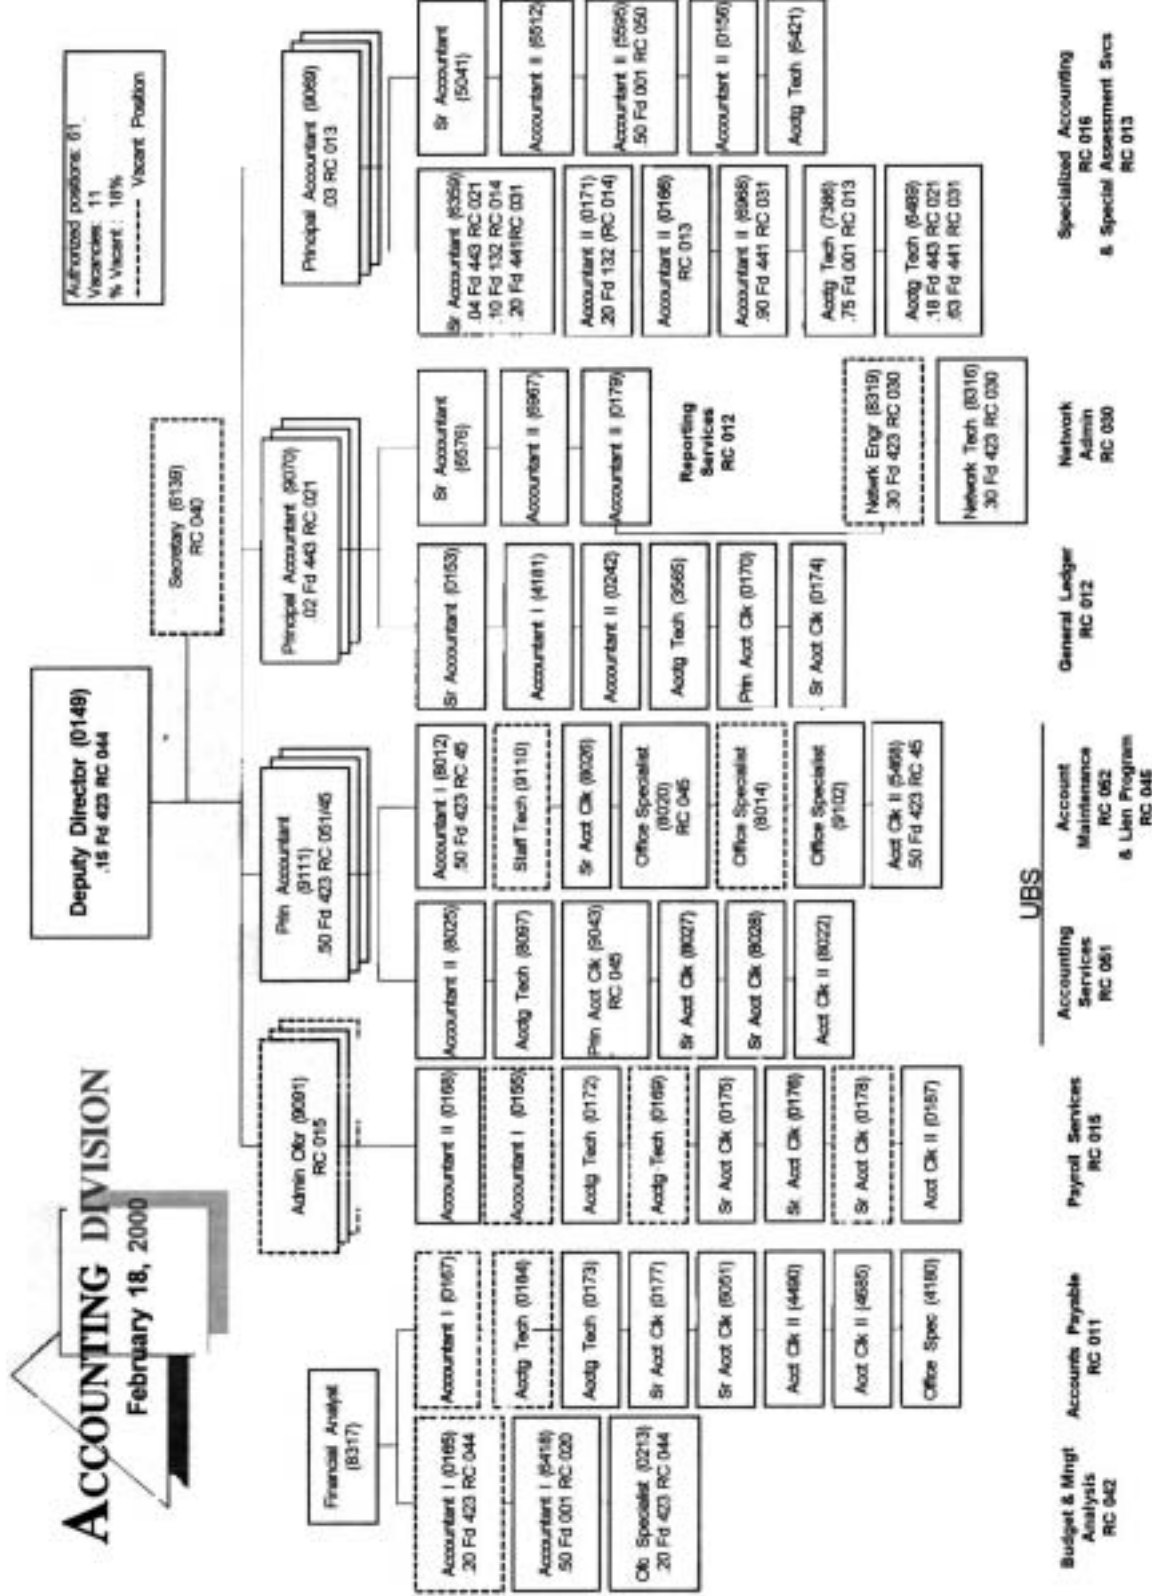 ACCOUNTING DIVISION
February 18, 2000
Authorized positions: 61
Vacancies: 11
% Vacant: 18%
-------- Vacant Position
Deputy Director (0149)
.15 Fd 423 RC 044
Secretary (6139)
RC 040
Financial Analyst
(8317)
Accountant I (0165)
.20 Fd 423 RC 044
Accountant I (6418)
.50 Fd 001 RC 020
Ofc Specialist (0213)
.20 Fd 423 RC 044
Budget & Mngt
Analysis
RC 042
Accountant I (0167)
Acctg Tech (0184)
Acctg Tech (0173)
Sr Acct Clk (0177)
Sr Acct Clk (6051)
Acct Clk II (4490)
Acct Clk II (4685)
Office Spec (4180)
Accounts Payable
RC 011
Admin Ofcr (9091)
RC 015
Accountant II (0168)
Accountant I (0155)
Acctg Tech (0172)
Acctg Tech (0169)
Sr Acct Clk (0175)
Sr Acct Clk (0176)
Sr Acct Clk (0178)
Acct Clk II (0187)
Payroll Services
RC 015
Prin Accountant
(9111)
.50 Fd 423 RC 051/45
Accountant II (8025)
Acctg Tech (8097)
Prin Acct Clk (9043)
RC 045
Sr Acct Clk (8027)
Sr Acct Clk (8028)
Acct Clk II (8022)
Accounting
Services
RC 051
Accountant I (8012)
.50 Fd 423 RC 45
Staff Tech (9110)
Sr Acct Clk (8026)
Office Specialist
(8020)
RC 045
Office Specialist
(8014)
Office Specialist
(9102)
Acct Clk II (5468)
.50 Fd 423 RC 45
UBS
Account
Maintenance
RC 052
& Lien Program
RC 045
Principal Accountant (9070)
.02 Fd 443 RC 021
Sr Accountant (0153)
Accountant I (4181)
Accountant II (0242)
Acctg Tech (3565)
Prin Acct Clk (0170)
Sr Acct Clk (0174)
General Ledger
RC 012
Sr Accountant
(6576)
Accountant II (6967)
Accountant II (0179)
Reporting
Services
RC 012
Network Engr (8319)
.30 Fd 423 RC 030
Network Tech (8316)
.30 Fd 423 RC 030
Network
Admin
RC 030
Principal Accountant (9069)
.03 RC 013
Sr Accountant (6359)
.04 Fd 443 RC 021
.10 Fd 132 RC 014
.20 Fd 441RC 031
Accountant II (0171)
.20 Fd 132 (RC 014)
Accountant II (0166)
RC 013
Accountant II (6968)
.90 Fd 441 RC 031
Acctg Tech (7386)
.75 Fd 001 RC 013
Acctg Tech (6489)
.18 Fd 443 RC 021
.63 Fd 441 RC 031
Sr Accountant
(5041)
Accountant II (6512)
Accountant II (5595)
.50 Fd 001 RC 050
Accountant II (0156)
Acctg Tech (6421)
Specialized Accounting
RC 016
& Special Assessment Svcs
RC 013